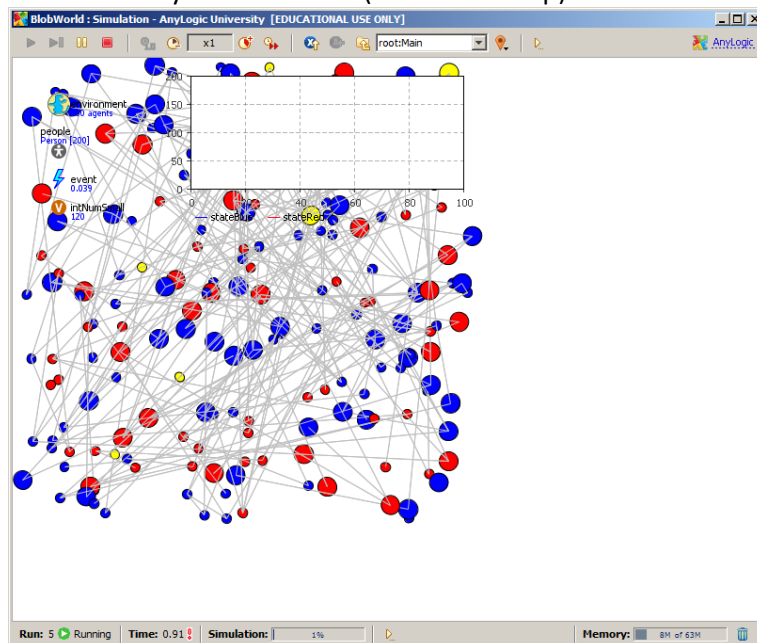 BlobWorld : Simulation - AnyLogic University [EDUCATIONAL USE ONLY]
x1
root:Main
AnyLogic
environment
agents
people
Person [200]
event
0.039
intNumSmall
120
200
150
100
50
0
0 20 40 60 80 100
stateBlue stateRed
Run: 5 Running Time: 0.91 Simulation: 1% Memory: 8M of 63M